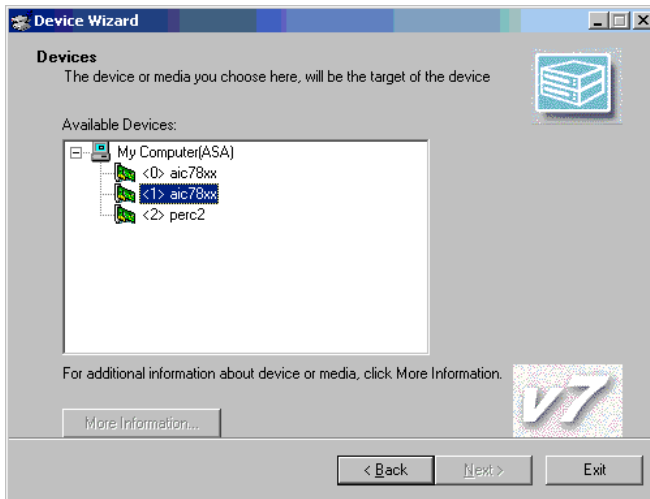 Device Wizard
Devices
The device or media you choose here, will be the target of the device
Available Devices:
My Computer(ASA)
<0> aic78xx
<1> aic78xx
<2> perc2
For additional information about device or media, click More Information.
v7
More Information...
< Back
Next >
Exit